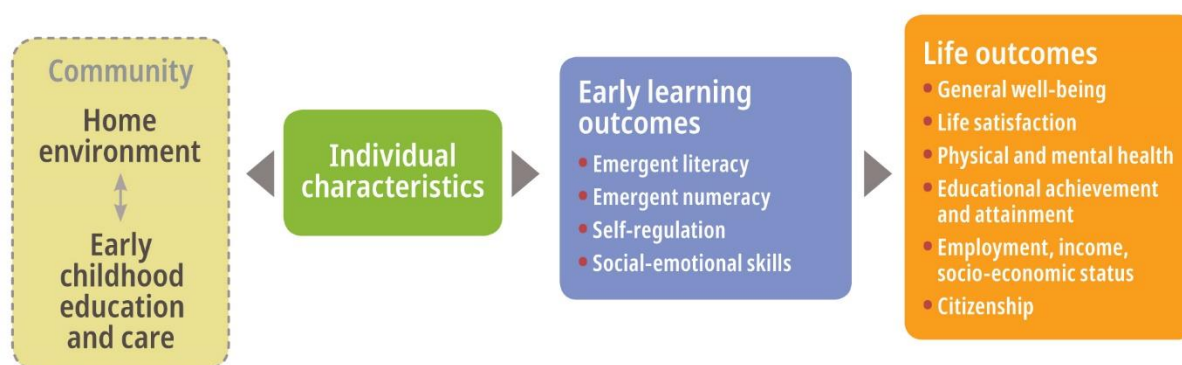 Community
Home
environment
Early
childhood
education
and care
Individual
characteristics
Early learning
outcomes
• Emergent literacy
• Emergent numeracy
• Self-regulation
• Social-emotional skills
Life outcomes
• General well-being
• Life satisfaction
• Physical and mental health
• Educational achievement
and attainment
• Employment, income,
socio-economic status
• Citizenship